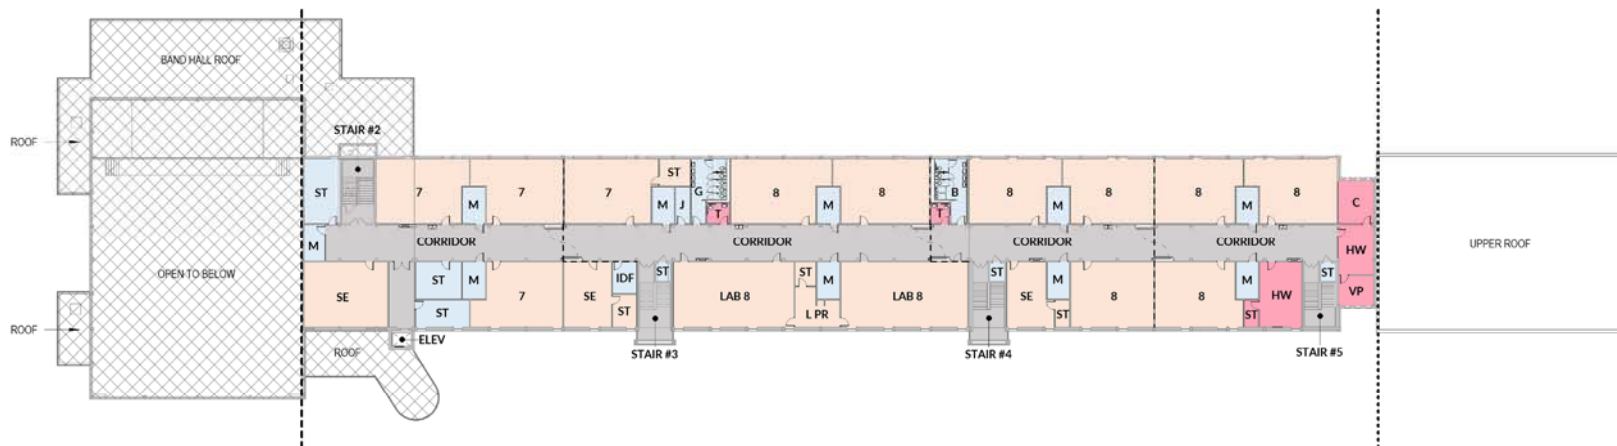 BAND HALL ROOF
ROOF
STAIR #2
ST
7
7
7
ST
G
8
8
B
8
8
8
8
C
M
M
J
T
M
T
M
M
M
CORRIDOR
CORRIDOR
CORRIDOR
CORRIDOR
HW
UPPER ROOF
OPEN TO BELOW
SE
ST
M
7
SE
IDF
ST
LAB 8
ST
M
LAB 8
ST
SE
M
8
8
M
HW
ST
VP
ST
ST
L PR
ST
ST
ROOF
ELEV
ROOF
STAIR #3
STAIR #4
STAIR #5